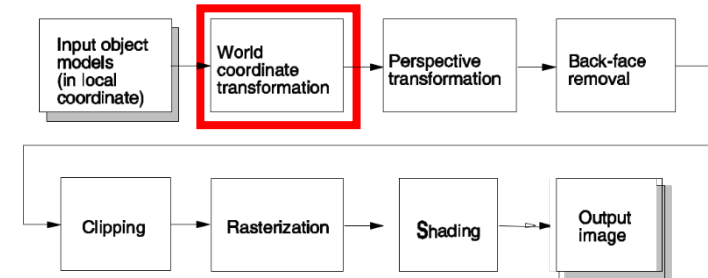 Input object
models
(in local
coordinate)
World
coordinate
transformation
Perspective
transformation
Back-face
removal
Clipping
Rasterization
Shading
Output
image